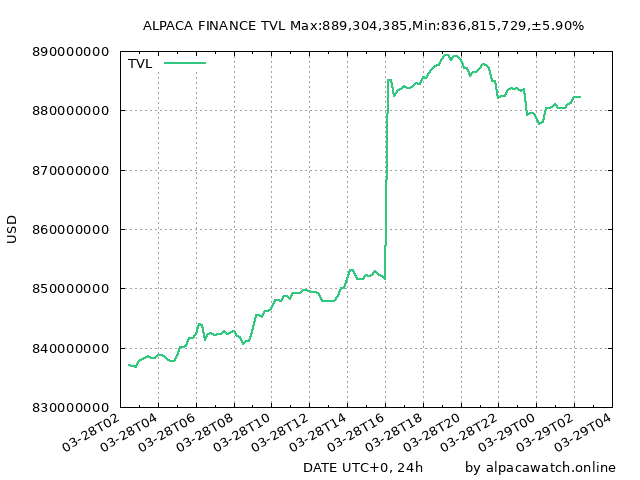 ALPACA FINANCE TVL Max:889,304,385,Min:836,815,729,±5.90%
TVL
890000000
880000000
870000000
860000000
850000000
840000000
830000000
USD
03-28T02
03-28T04
03-28T06
03-28T08
03-28T10
03-28T12
03-28T14
03-28T16
03-28T18
03-28T20
03-28T22
03-29T00
03-29T02
03-29T04
DATE UTC+0, 24h
by alpacawatch.online